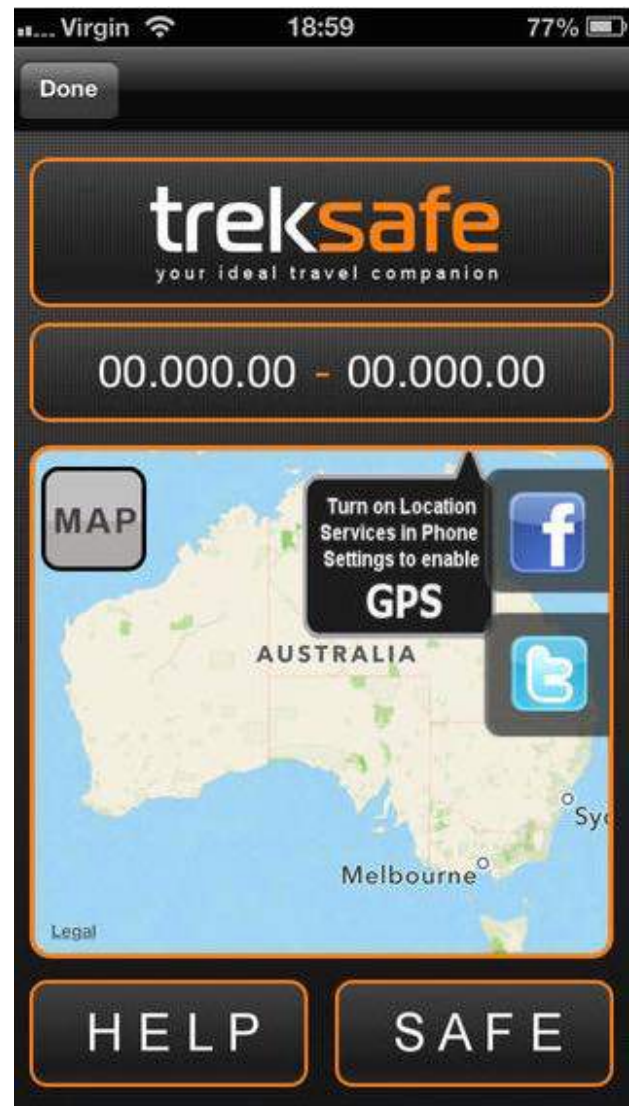 Virgin 18:59 77%
Done
treksafe
your ideal travel companion
00.000.00 - 00.000.00
MAP
Turn on Location
Services in Phone
Settings to enable
GPS
f
t
AUSTRALIA
Syd
Melbourne
Legal
HELP SAFE